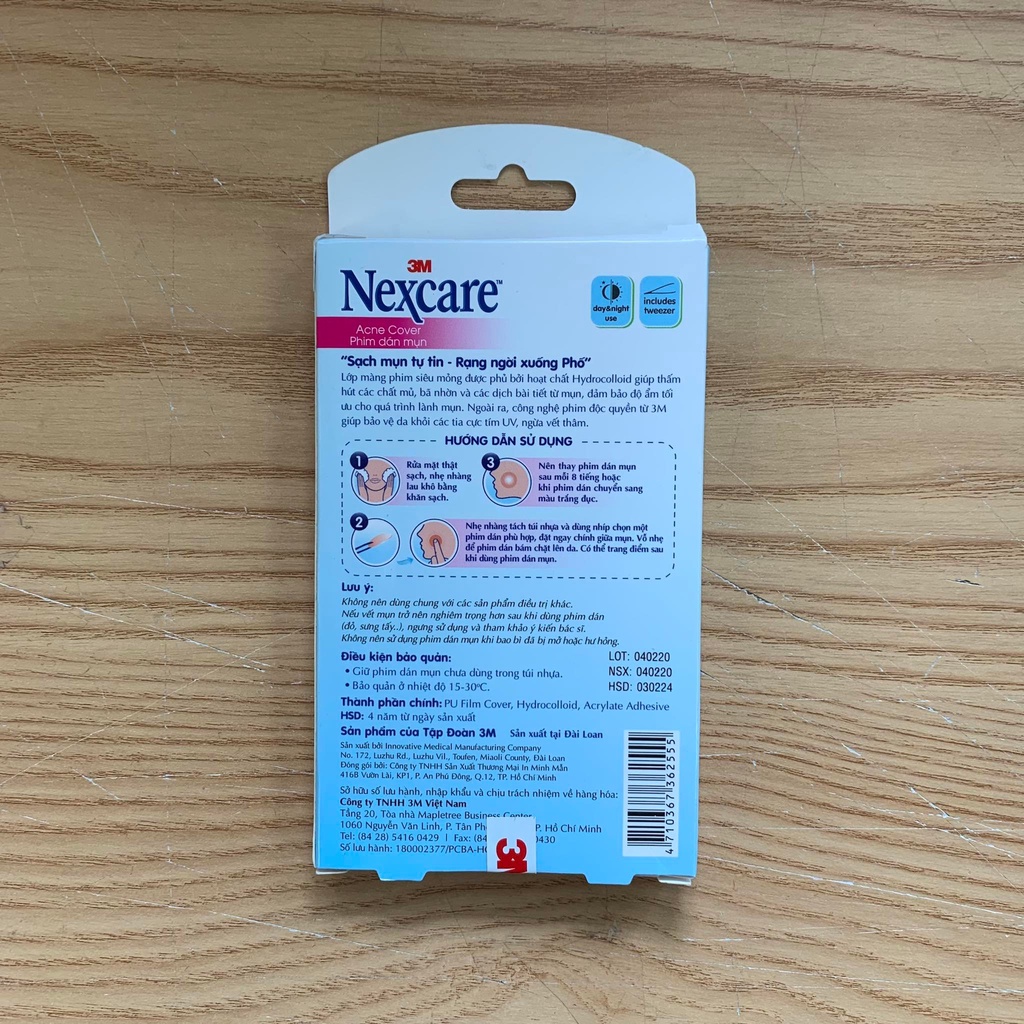 3M
Nexcare™
Acne Cover
Phim dán mụn
day&night
use
includes
tweezer
"Sạch mụn tự tin - Rạng ngời xuống Phố"
Lớp màng phim siêu mỏng được phủ bởi hoạt chất Hydrocolloid giúp thấm
hút các chất mủ, bã nhờn và các dịch bài tiết từ mụn, đảm bảo độ ẩm tối
ưu cho quá trình lành mụn. Ngoài ra, công nghệ phim độc quyền từ 3M
giúp bảo vệ da khỏi các tia cực tím UV, ngừa vết thâm.
HƯỚNG DẪN SỬ DỤNG
1
Rửa mặt thật
sạch, nhẹ nhàng
lau khô bằng
khăn sạch.
3
Nên thay phim dán mụn
sau mỗi 8 tiếng hoặc
khi phim dán chuyển sang
màu trắng đục.
2
Nhẹ nhàng tách túi nhựa và dùng nhíp chọn một
phim dán phù hợp, đặt ngay chính giữa mụn. Vỗ nhẹ
để phim dán bám chặt lên da. Có thể trang điểm sau
khi dùng phim dán mụn.
Lưu ý:
Không nên dùng chung với các sản phẩm điều trị khác.
Nếu vết mụn trở nên nghiêm trọng hơn sau khi dùng phim dán
(đỏ, sưng tấy..), ngưng sử dụng và tham khảo ý kiến bác sĩ.
Không nên sử dụng phim dán mụn khi bao bì đã bị mở hoặc hư hỏng.
Điều kiện bảo quản:
• Giữ phim dán mụn chưa dùng trong túi nhựa.
• Bảo quản ở nhiệt độ 15-30ºC.
LOT: 040220
NSX: 040220
HSD: 030224
Thành phần chính: PU Film Cover, Hydrocolloid, Acrylate Adhesive
HSD: 4 năm từ ngày sản xuất
Sản phẩm của Tập Đoàn 3M Sản xuất tại Đài Loan
Sản xuất bởi Innovative Medical Manufacturing Company
No. 172, Luzhu Rd., Luzhu Vil., Toufen, Miaoli County, Đài Loan
Đóng gói bởi: Công ty TNHH Sản Xuất Thương Mại In Minh Mẫn
416B Vườn Lài, KP1, P. An Phú Đông, Q.12, TP. Hồ Chí Minh
Sở hữu số lưu hành, nhập khẩu và chịu trách nhiệm về hàng hóa:
Công ty TNHH 3M Việt Nam
Tầng 20, Tòa nhà Mapletree Business Center
1060 Nguyễn Văn Linh, P. Tân P. Hồ Chí Minh
Tel: (84 28) 5416 0429 | Fax: (84 0430
Số lưu hành: 180002377/PCBA-H
3M
4 710367 362555